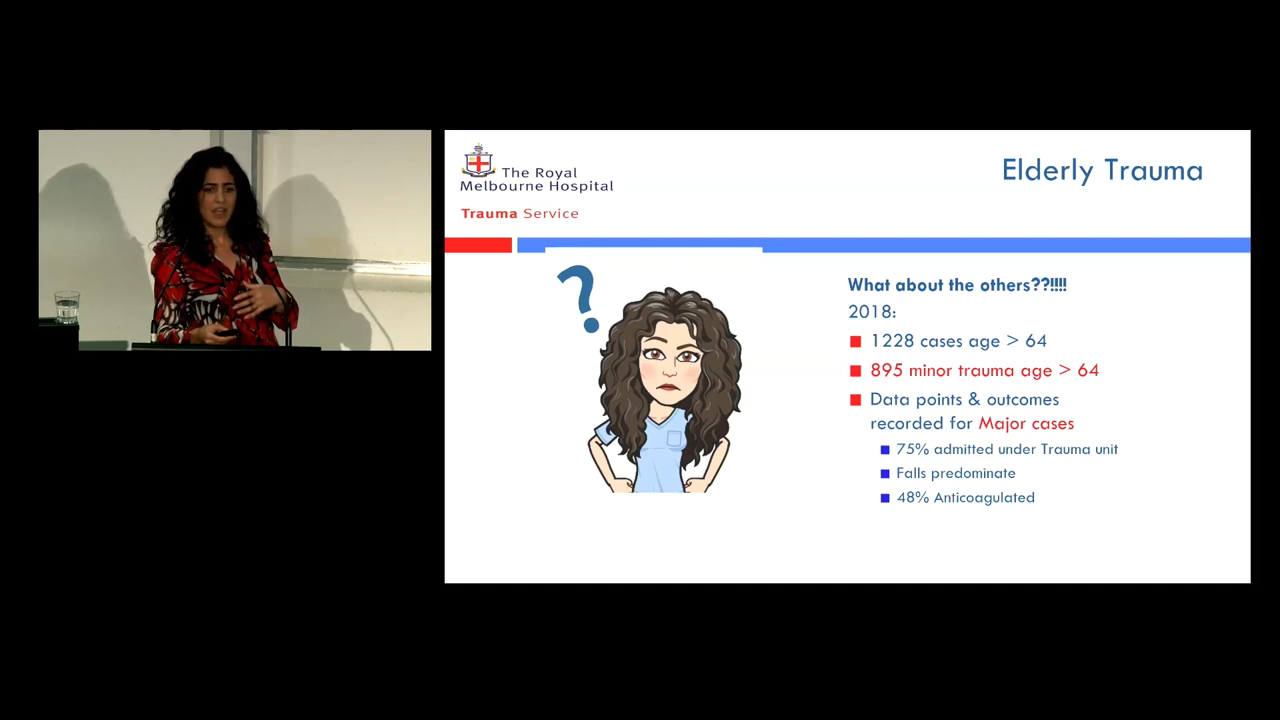 The Royal
Melbourne Hospital
Trauma Service
Elderly Trauma
?
What about the others??!!!!
2018:
1228 cases age > 64
895 minor trauma age > 64
Data points & outcomes
recorded for Major cases
75% admitted under Trauma unit
Falls predominate
48% Anticoagulated